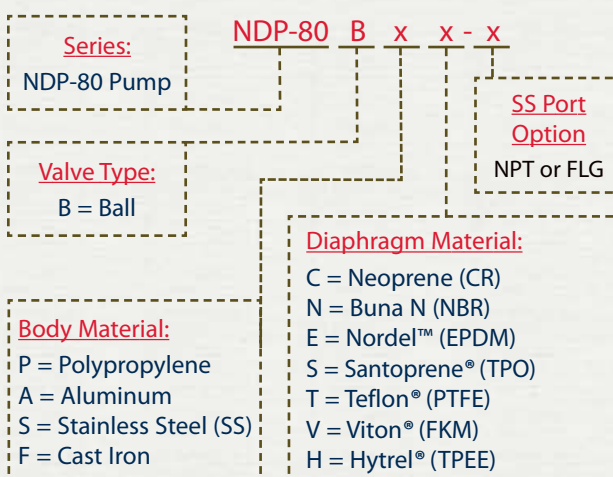 NDP-80 B x x - x
Series:
NDP-80 Pump
SS Port
Option
NPT or FLG
Valve Type:
B = Ball
Diaphragm Material:
C = Neoprene (CR)
N = Buna N (NBR)
E = Nordel™ (EPDM)
S = Santoprene® (TPO)
T = Teflon® (PTFE)
V = Viton® (FKM)
H = Hytrel® (TPEE)
Body Material:
P = Polypropylene
A = Aluminum
S = Stainless Steel (SS)
F = Cast Iron